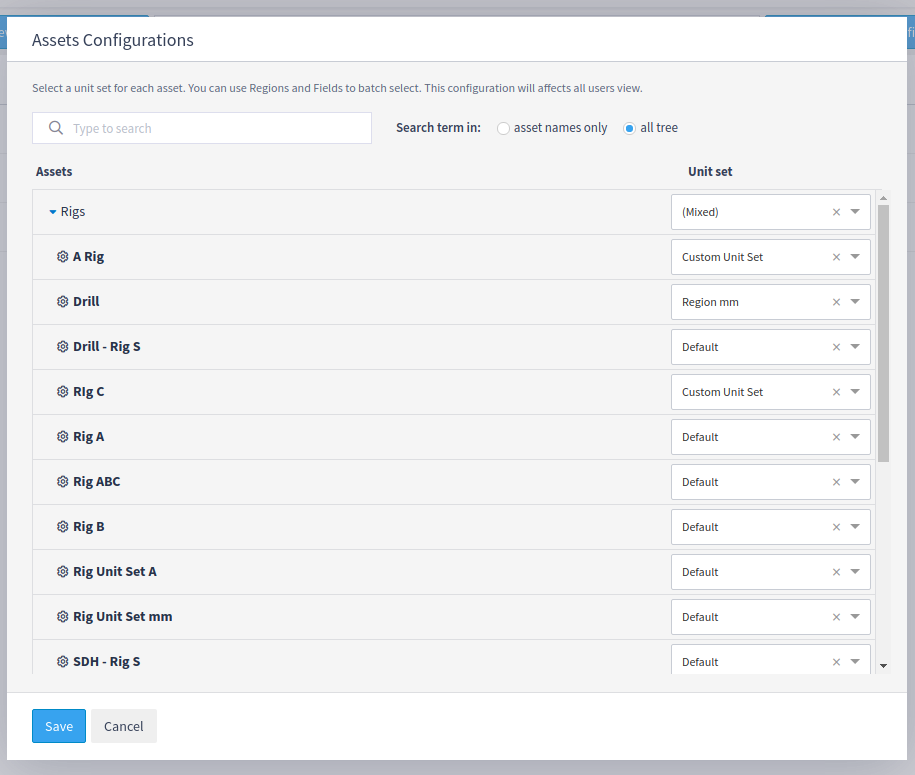 Assets Configurations
Select a unit set for each asset. You can use Regions and Fields to batch select. This configuration will affects all users view.
Type to search
Search term in: asset names only all tree
Assets Unit set
Rigs (Mixed)
A Rig Custom Unit Set
Drill Region mm
Drill - Rig S Default
RIg C Custom Unit Set
Rig A Default
Rig ABC Default
Rig B Default
Rig Unit Set A Default
Rig Unit Set mm Default
SDH - Rig S Default
Save Cancel